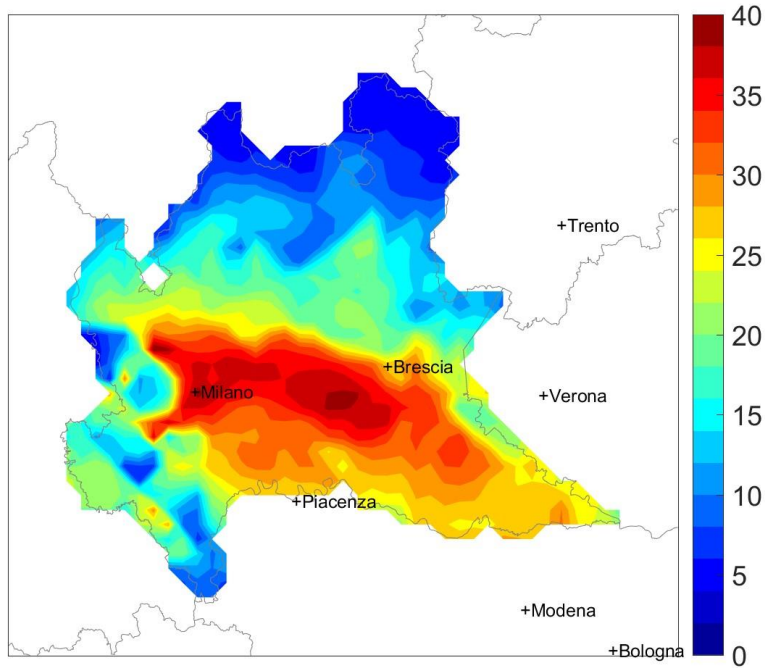 40
35
30
+Trento
25
20
+Brescia
+Milano
+Verona
15
+Piacenza
10
5
+Modena
+Bologna
0